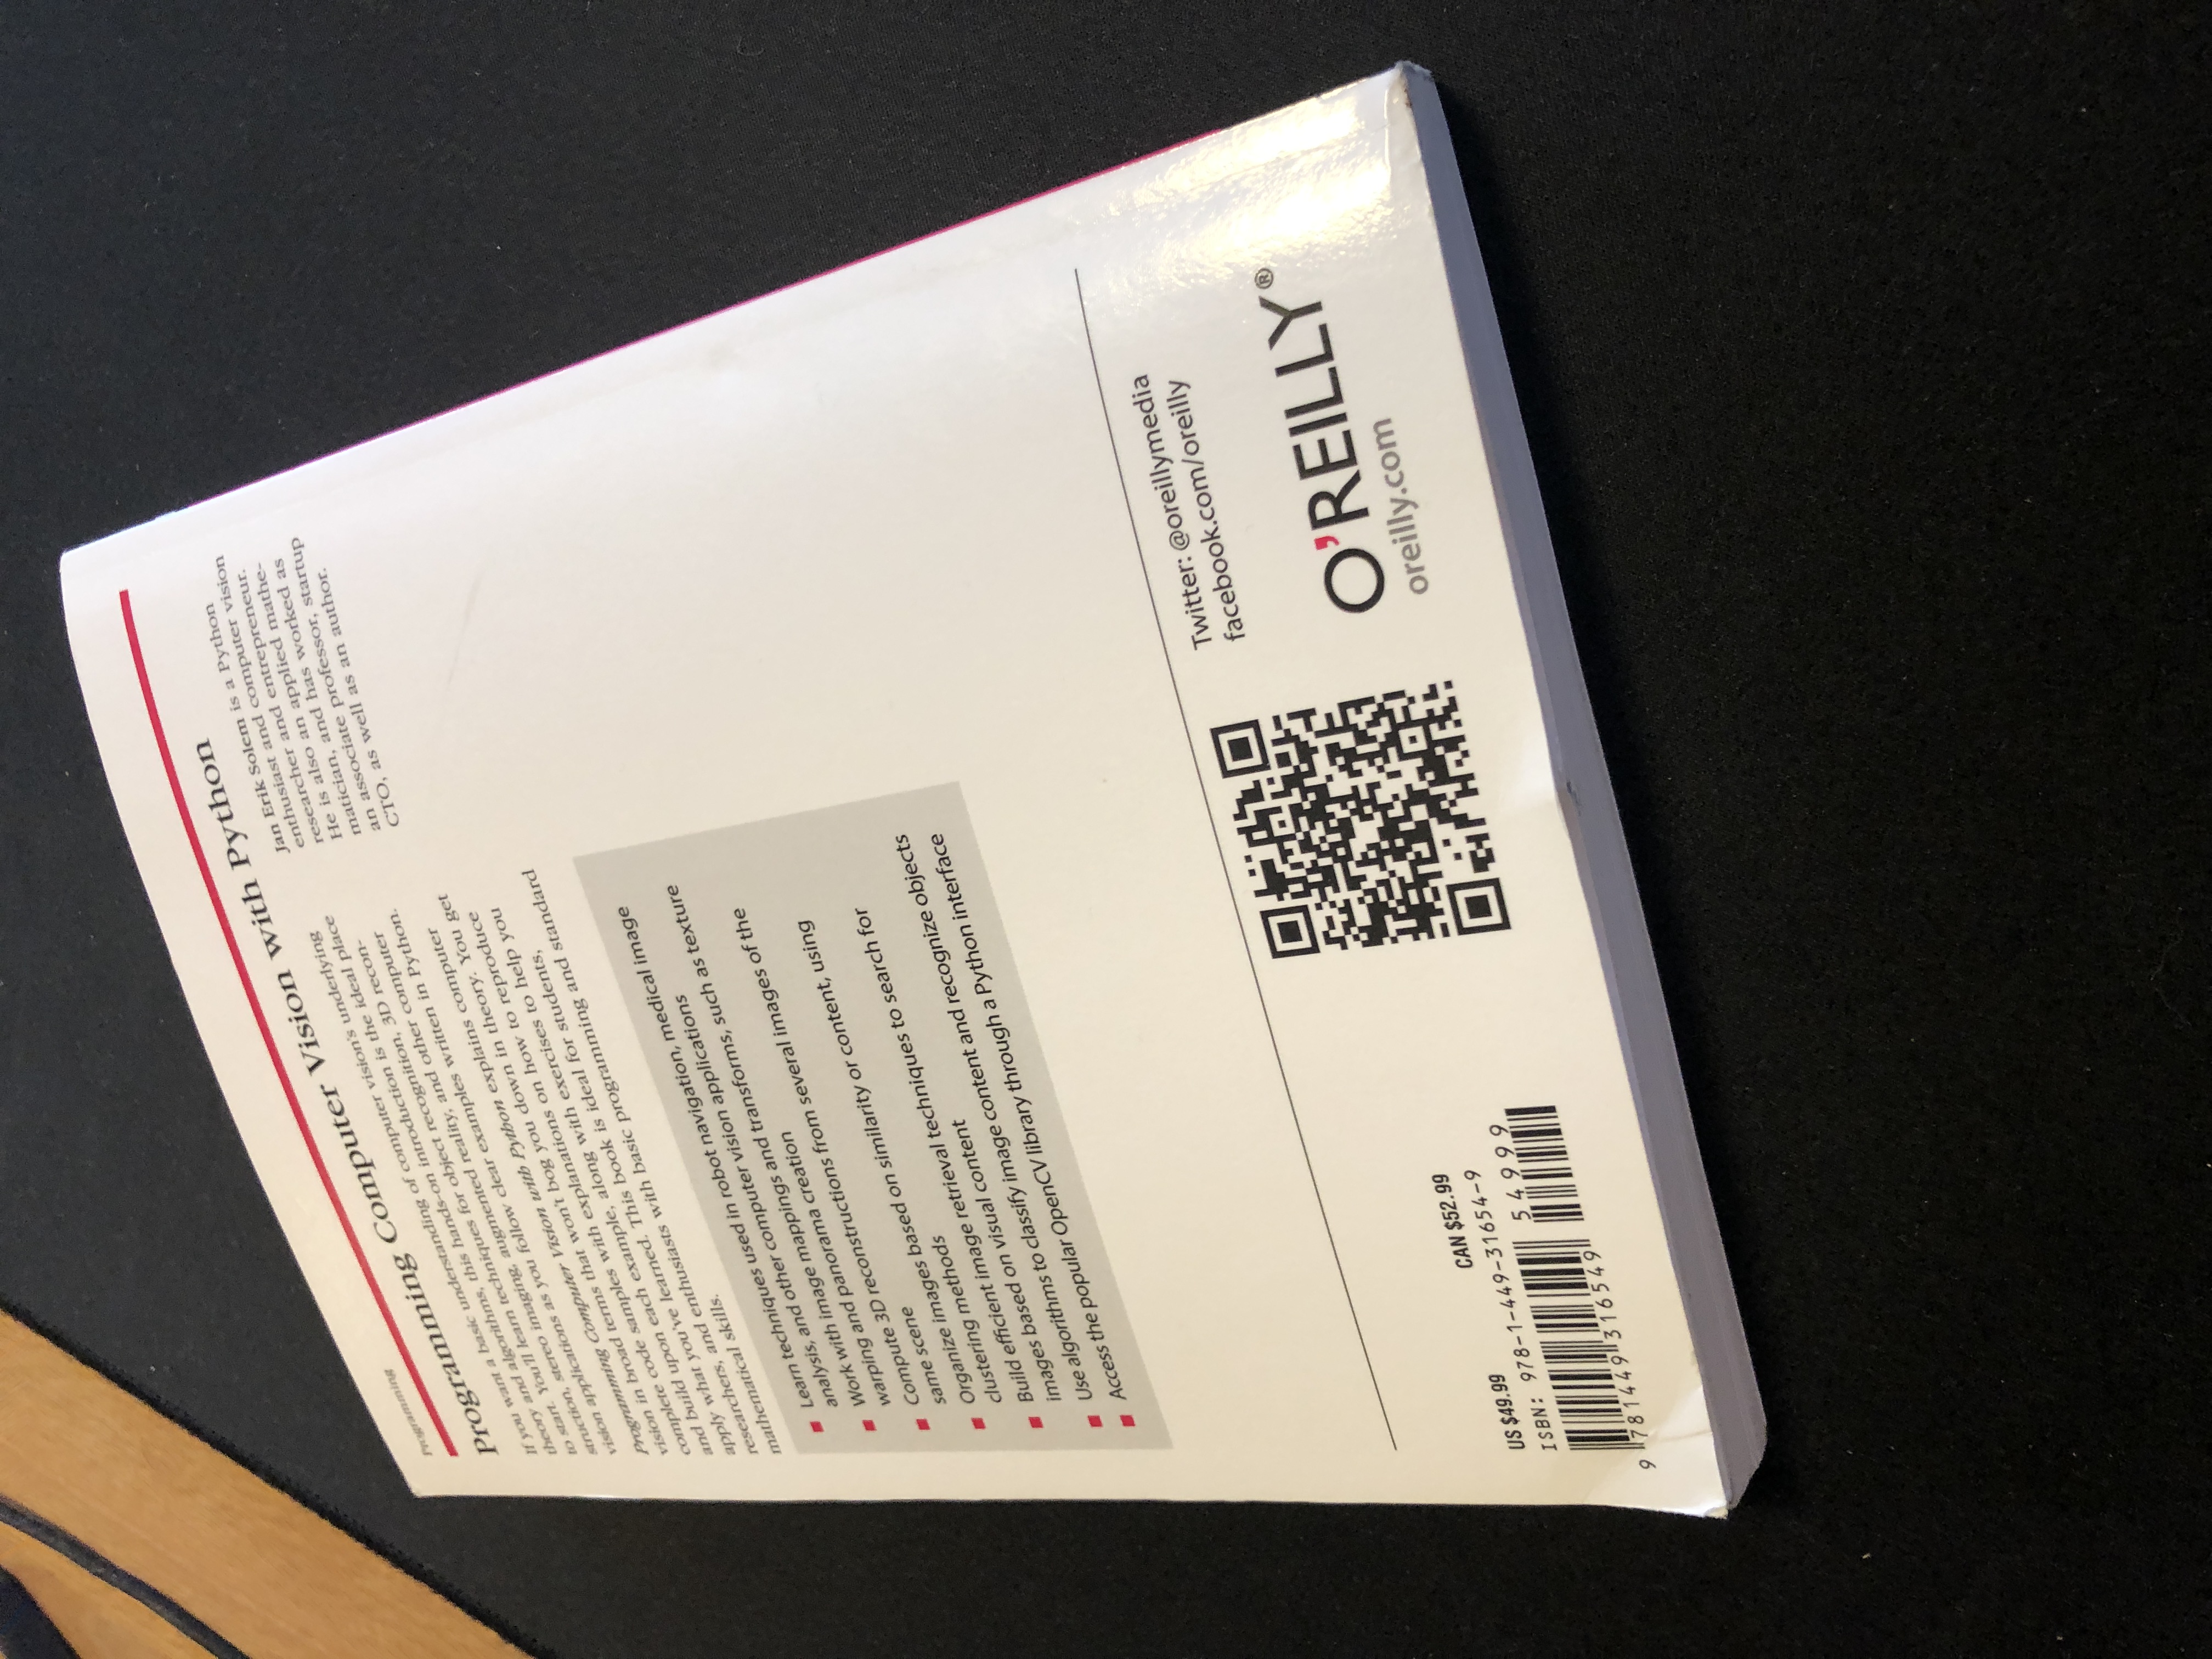 Programming
Programming Computer Vision with Python
If you want a basic understanding of computer vision's underlying
theory and algorithms, this hands-on introduction is the ideal place
to start. You'll learn techniques for object recognition, 3D recon-
struction, stereo imaging, augmented reality, and other computer
vision applications as you follow clear examples written in Python.
Programming Computer Vision with Python explains computer
vision in broad terms that won't bog you down in theory. You get
complete code samples with explanations on how to reproduce
and build upon each example, along with exercises to help you
apply what you've learned. This book is ideal for students,
researchers, and enthusiasts with basic programming and standard
mathematical skills.
Learn techniques used in robot navigation, medical image
analysis, and other computer vision applications
Work with image mappings and transforms, such as texture
warping and panorama creation
Compute 3D reconstructions from several images of the
same scene
Organize images based on similarity or content, using
clustering methods
Build efficient image retrieval techniques to search for
images based on visual content
Use algorithms to classify image content and recognize objects
Access the popular OpenCV library through a Python interface
Jan Erik Solem is a Python
enthusiast and computer vision
researcher and entrepreneur.
He is also an applied mathe-
matician, and has worked as
an associate professor, startup
CTO, as well as an author.
US $49.99 CAN $52.99
ISBN: 978-1-449-31654-9
54999
9 781449 316549
Twitter: @oreillymedia
facebook.com/oreilly
O'REILLY®
oreilly.com